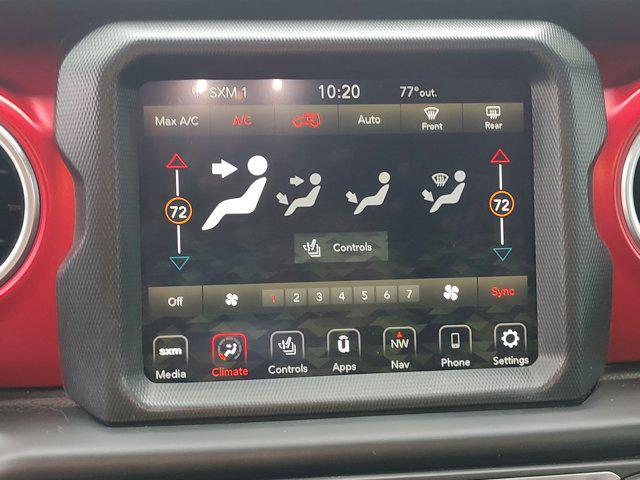 SXM 1 10:20 77°out.
Max A/C A/C Auto Front Rear
72 72
Controls
Off 1 2 3 4 5 6 7 Sync
sxm u NW
Media Climate Controls Apps Nav Phone Settings